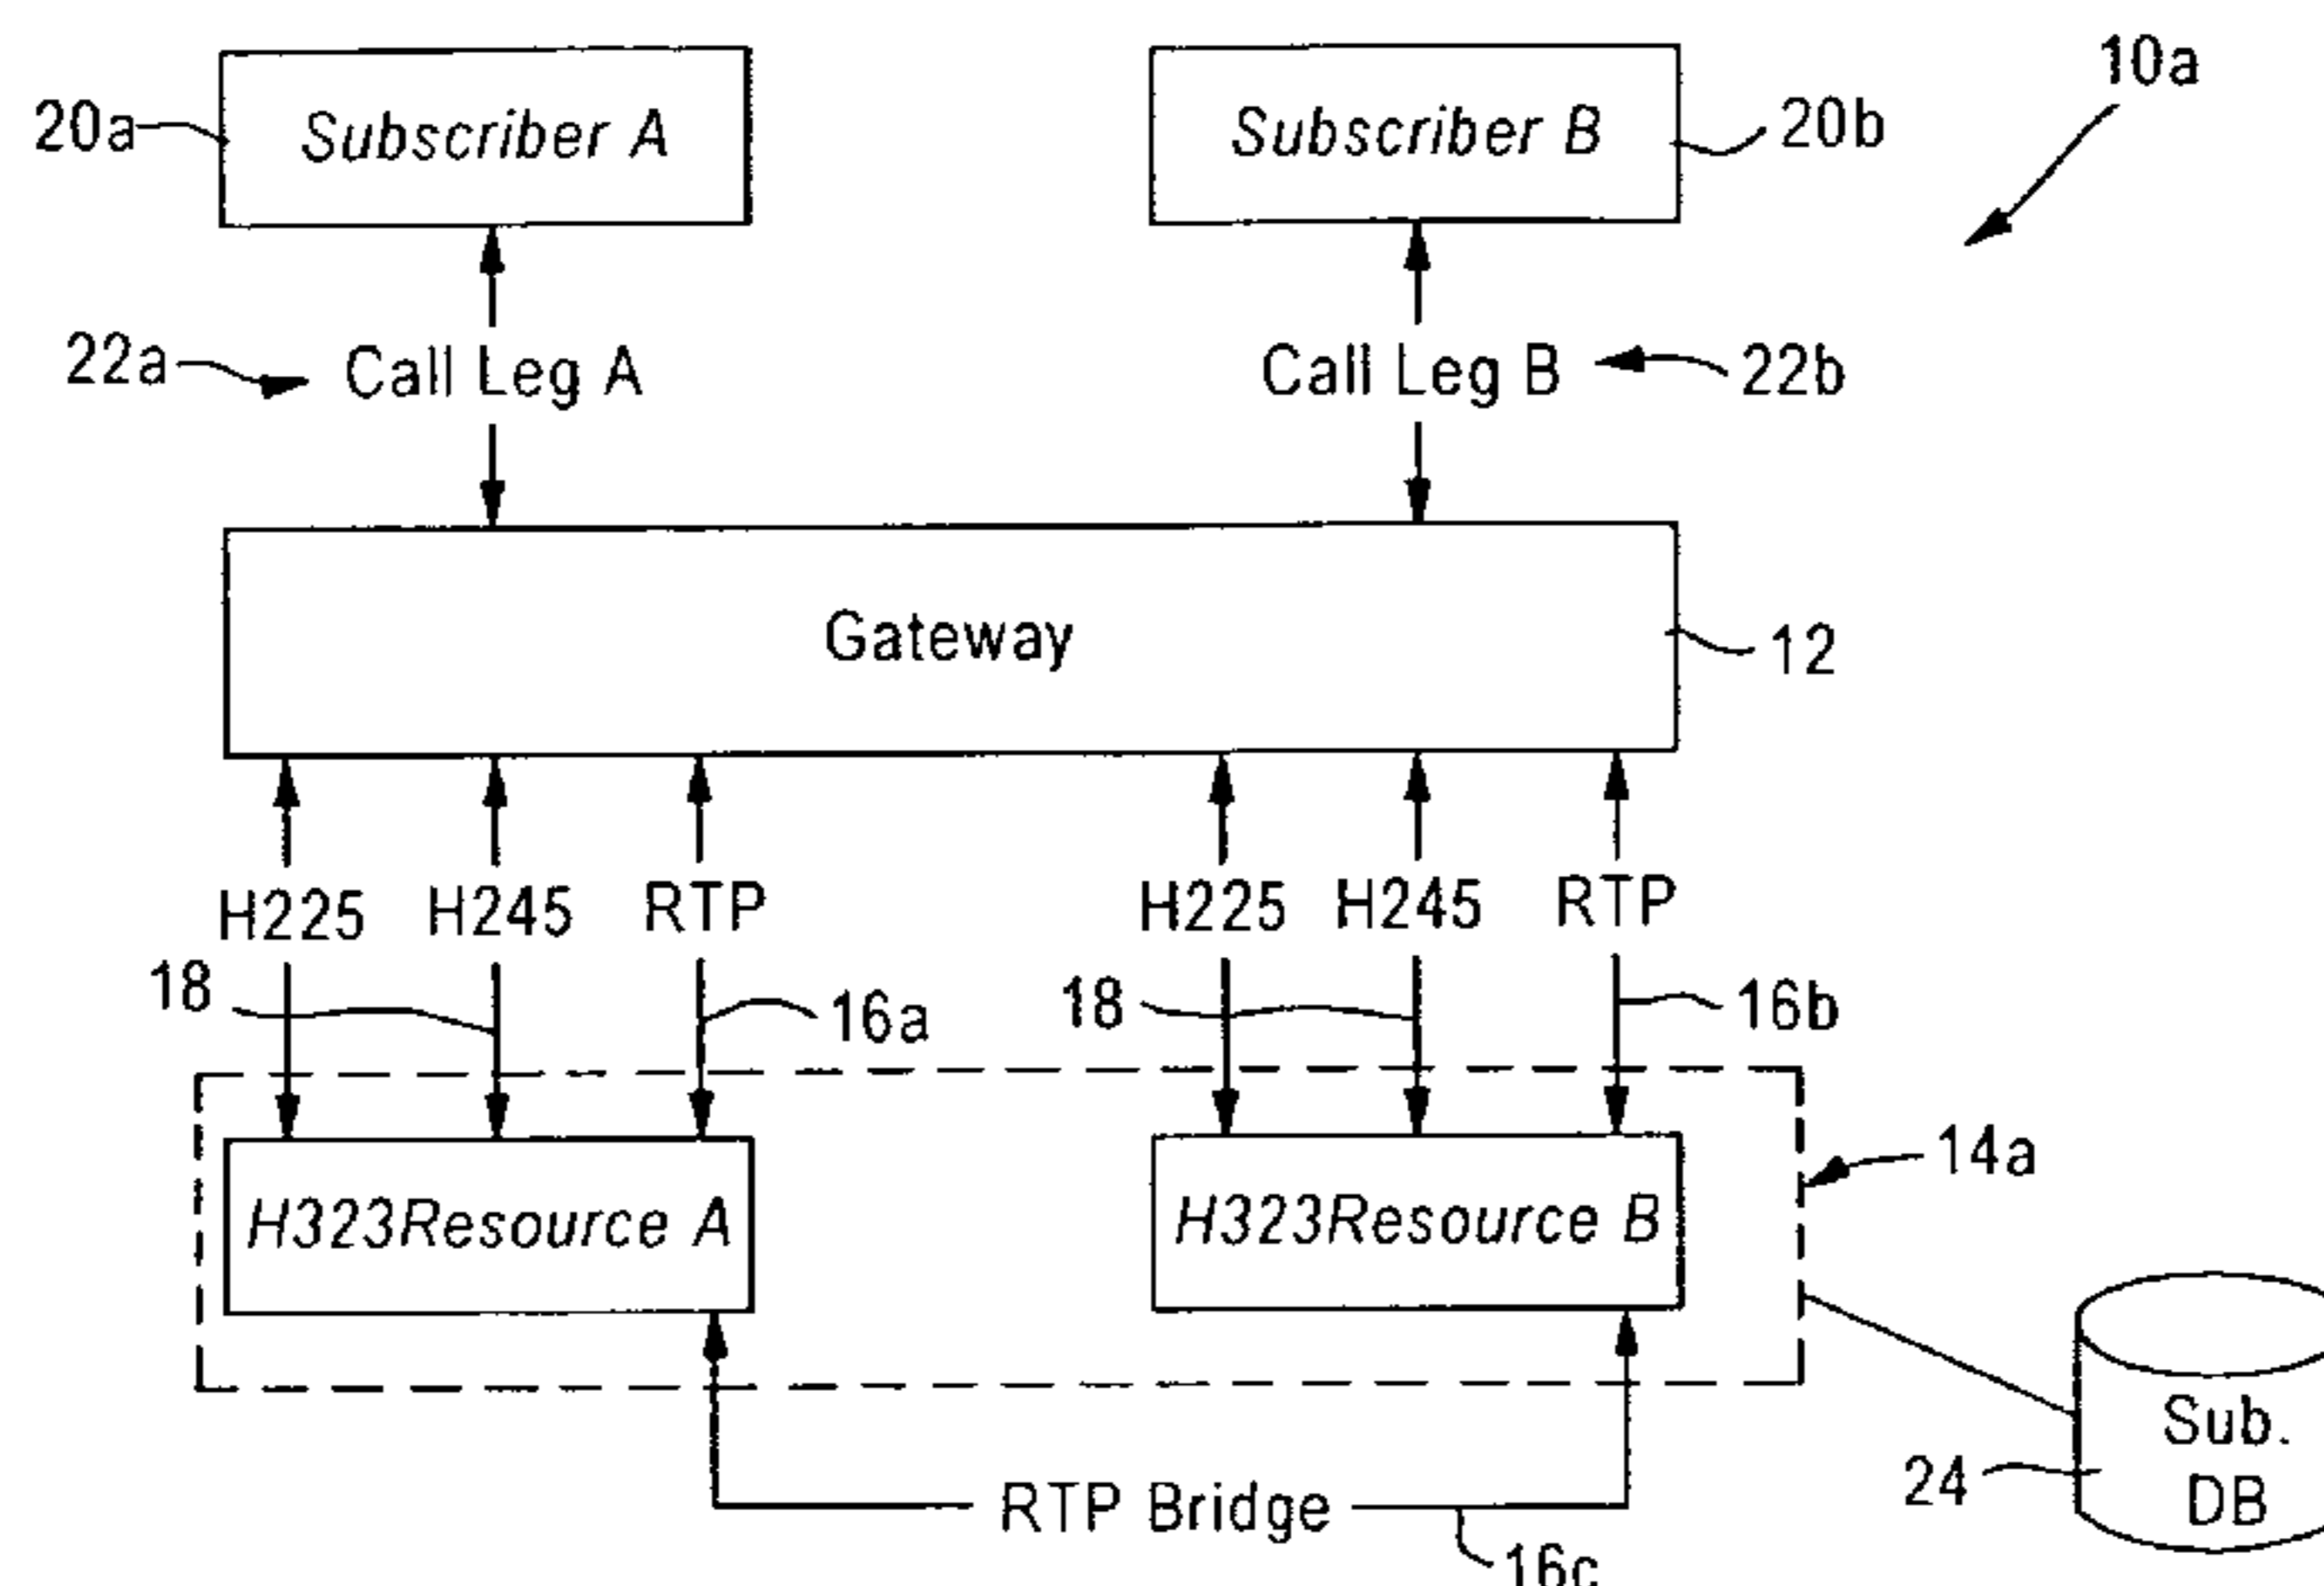 10a
20a
Subscriber A
Subscriber B
20b
22a
Call Leg A
Call Leg B
22b
Gateway
12
H225
H245
RTP
H225
H245
RTP
18
16a
18
16b
14a
H323Resource A
H323Resource B
Sub.
DB
24
RTP Bridge
16c